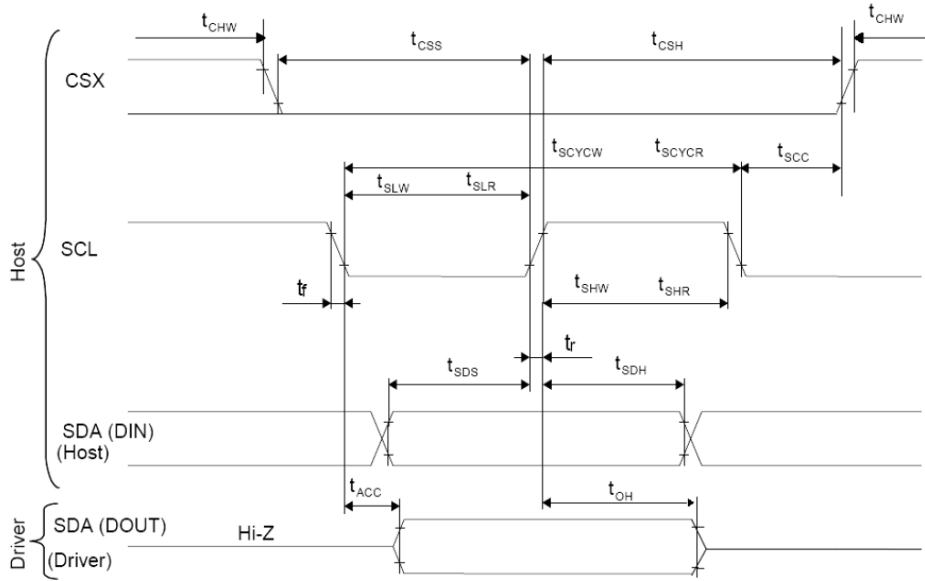 tCHW
tCHW
tCSS
tCSH
CSX
tSCYCW
tSCYCR
tSCC
tSLW
tSLR
SCL
Host
tf
tSHW
tSHR
tr
tSDS
tSDH
SDA (DIN)
(Host)
tACC
tOH
SDA (DOUT)
Hi-Z
(Driver)
Driver